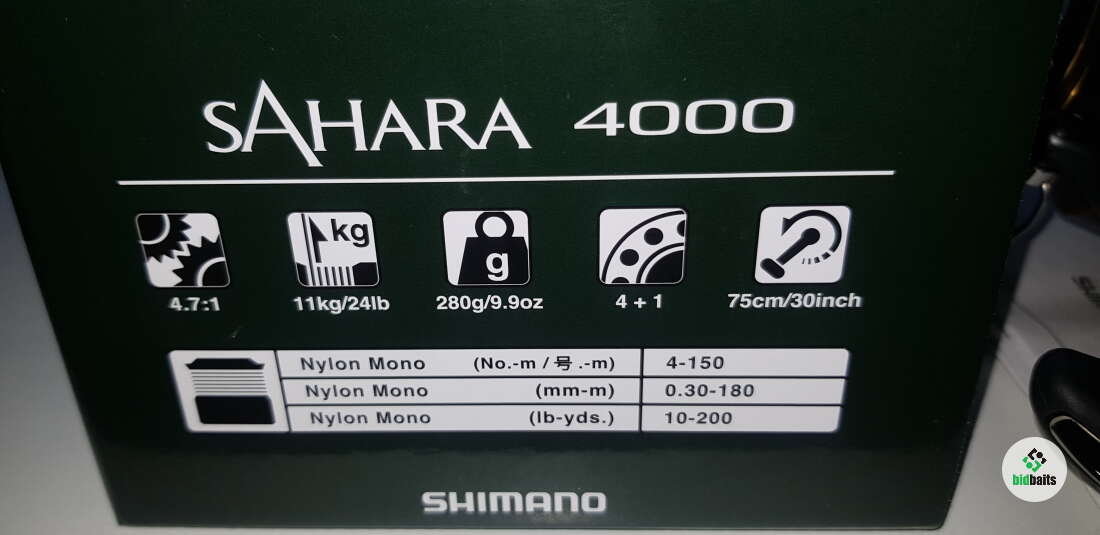 SAHARA 4000
kg
g
4.7:1
11kg/24lb
280g/9.9oz
4 + 1
75cm/30inch
Nylon Mono (No.-m / 号 .-m) 4-150
Nylon Mono (mm-m) 0.30-180
Nylon Mono (lb-yds.) 10-200
SHIMANO
bidbaits